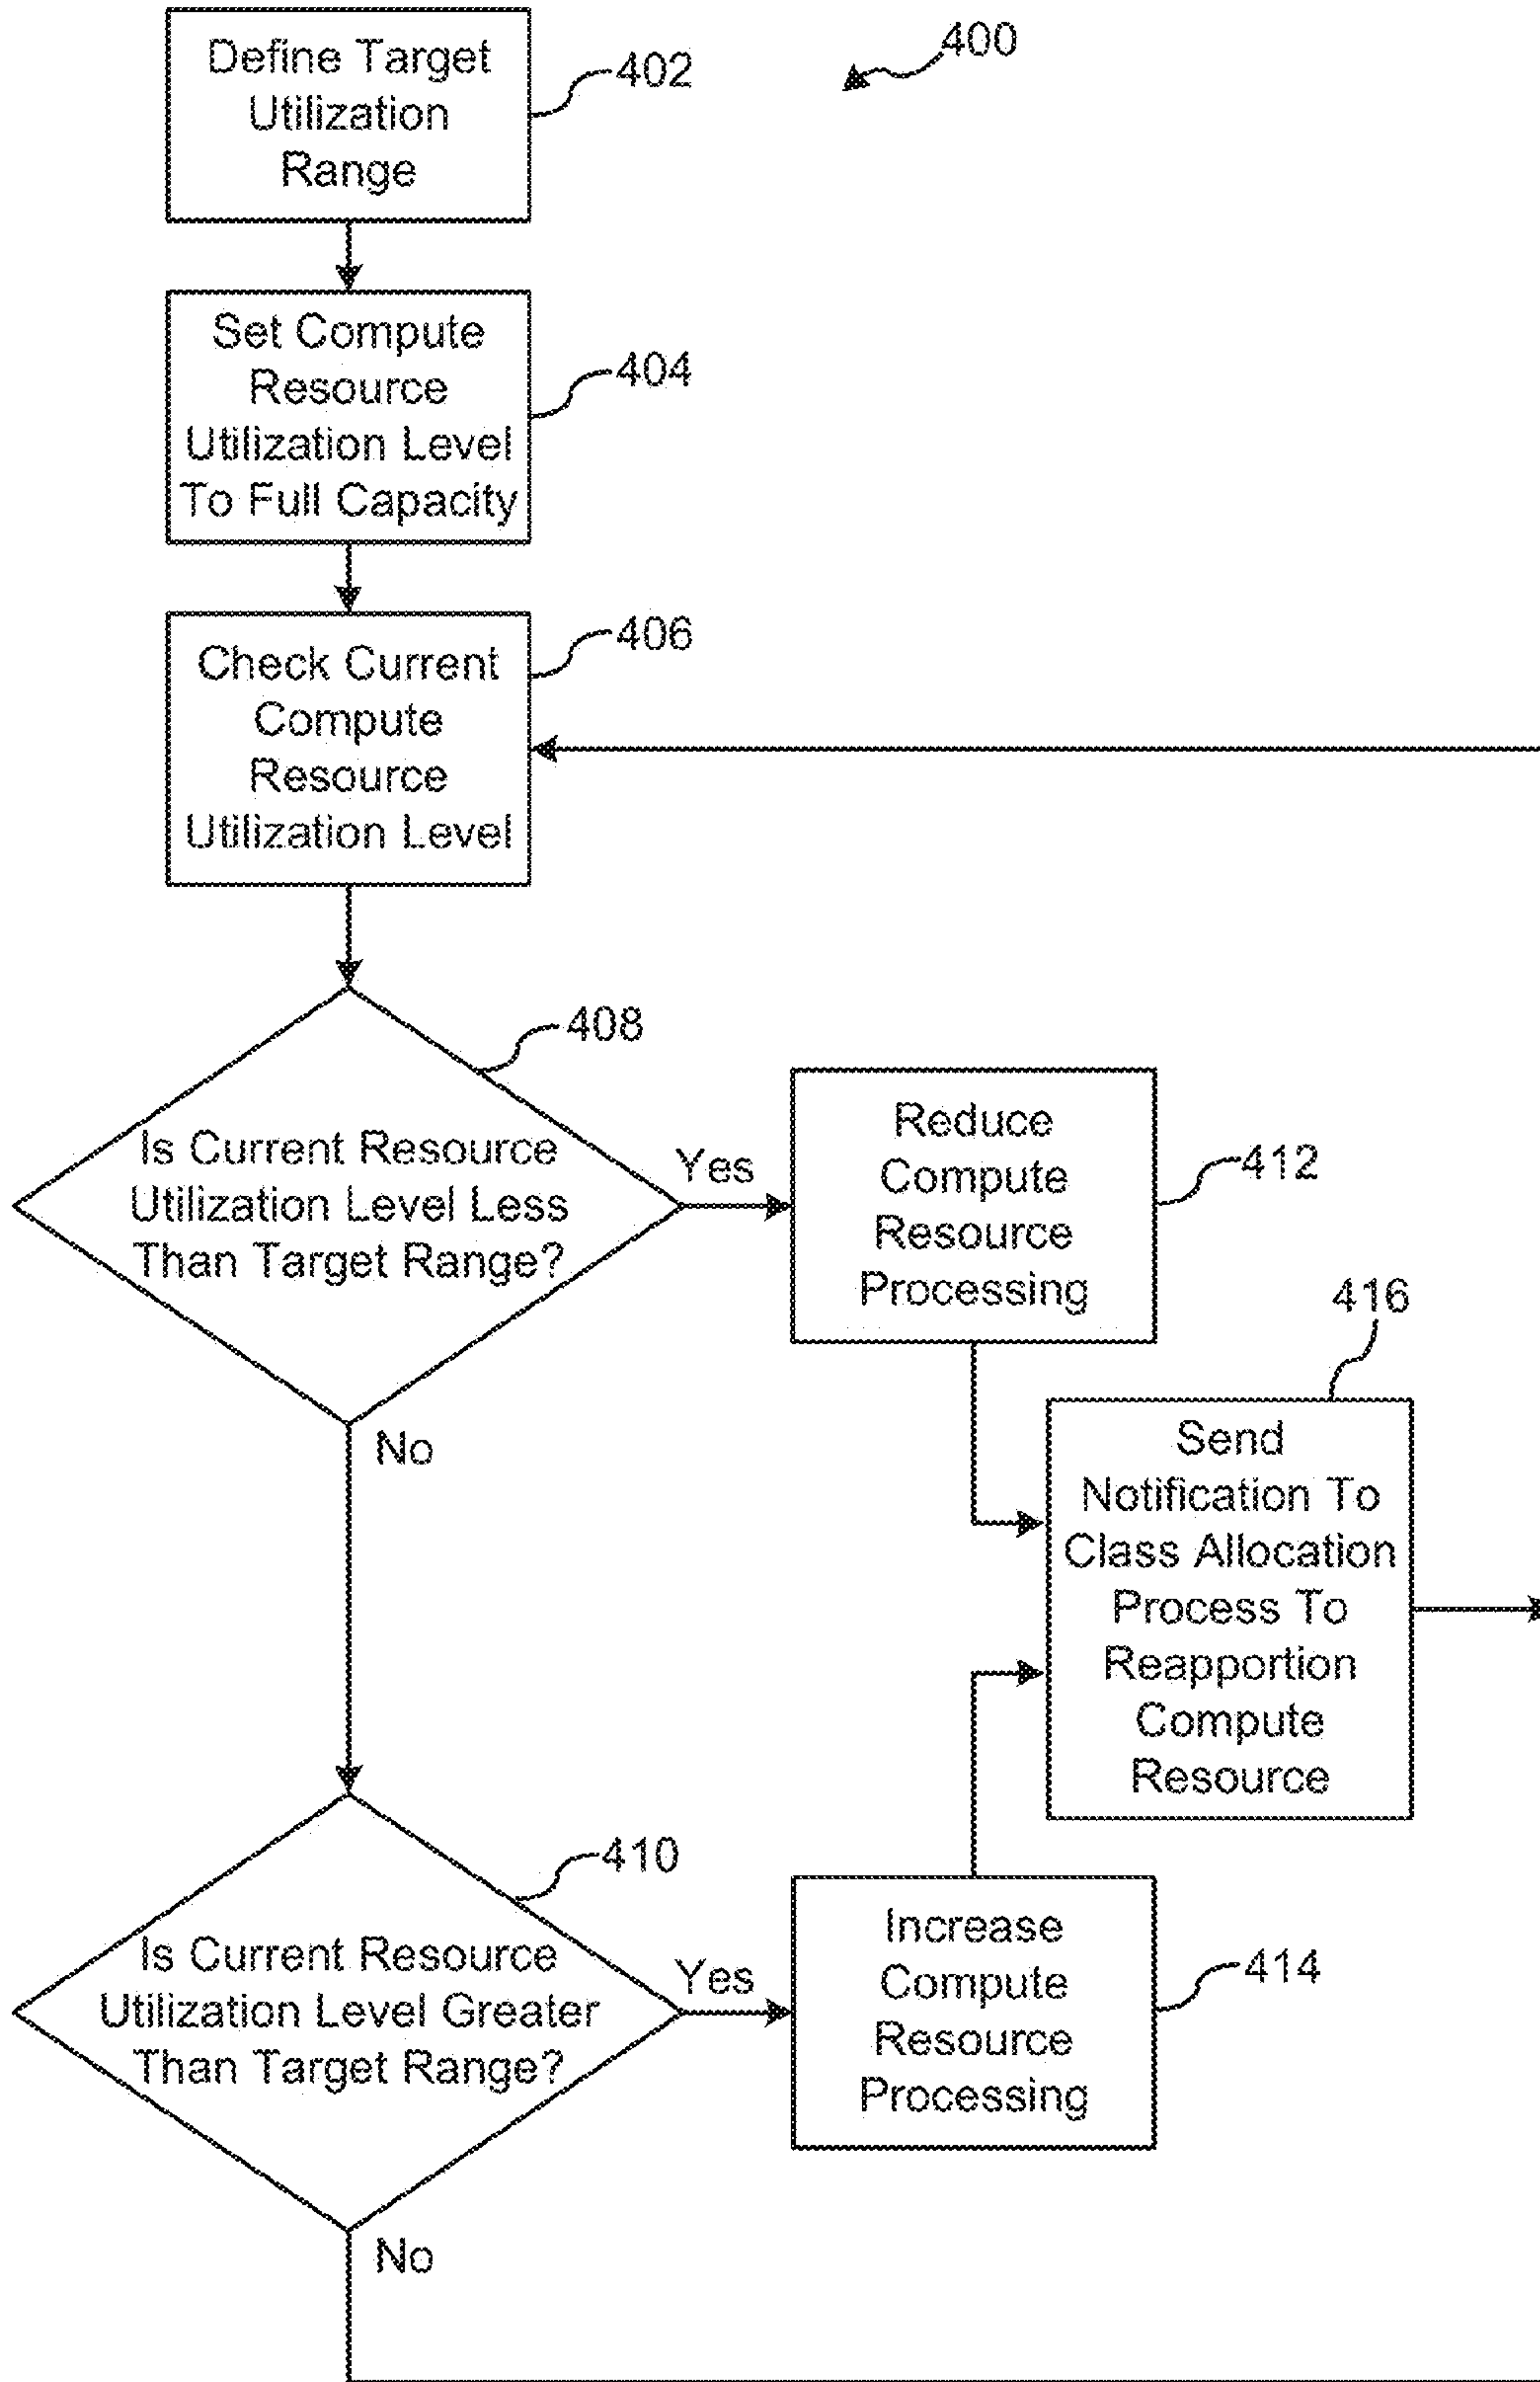 Define Target
Utilization
Range
402
400
Set Compute
Resource
Utilization Level
To Full Capacity
404
Check Current
Compute
Resource
Utilization Level
406
408
Is Current Resource
Utilization Level Less
Than Target Range?
Yes
No
Reduce
Compute
Resource
Processing
412
416
Send
Notification To
Class Allocation
Process To
Reapportion
Compute
Resource
410
Is Current Resource
Utilization Level Greater
Than Target Range?
Yes
No
Increase
Compute
Resource
Processing
414